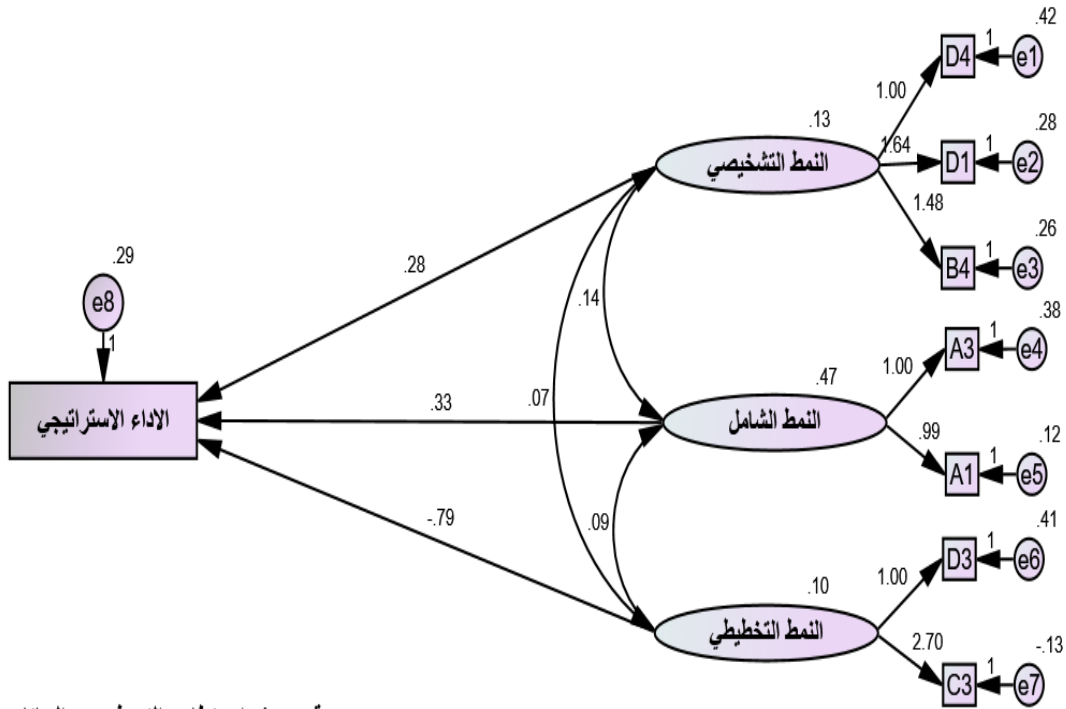 .42
1
D4
e1
1.00
.13
.28
1
1.64
D1
e2
النمط التشخيصي
1.48
.26
1
B4
e3
.29
e8
1
.28
.14
.38
1
A3
e4
1.00
.47
.33
.07
النمط الشامل
الاداء الاستراتيجي
.99
.12
1
A1
e5
-.79
.09
.41
1
D3
e6
1.00
.10
النمط التخطيطي
2.70
-.13
1
C3
e7